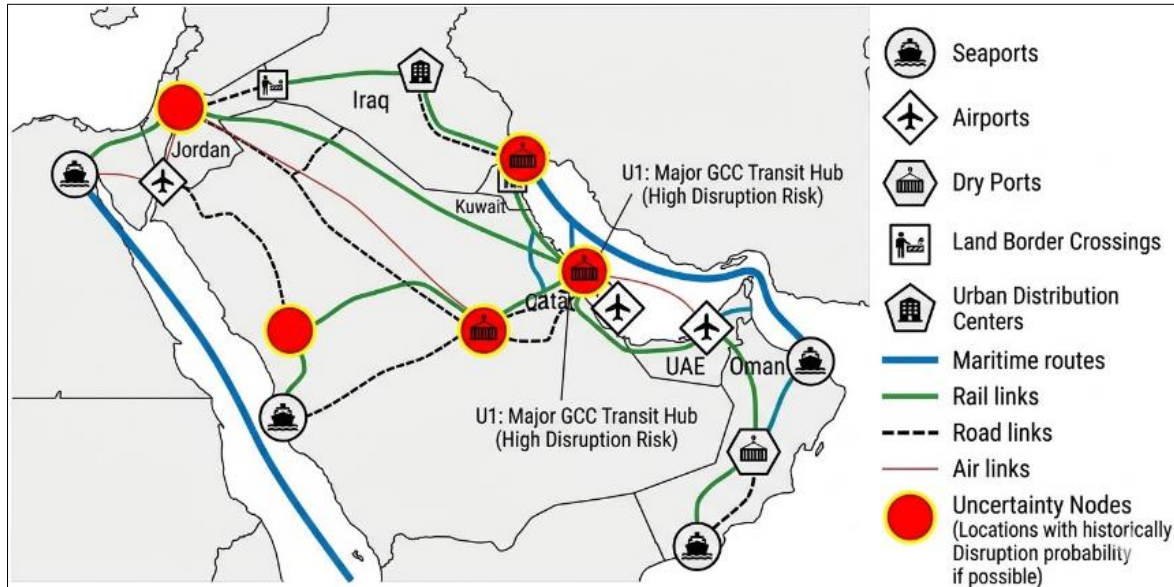 Iraq
Jordan
Kuwait
U1: Major GCC Transit Hub
(High Disruption Risk)
Qatar
UAE
Oman
U1: Major GCC Transit Hub
(High Disruption Risk)
Seaports
Airports
Dry Ports
Land Border Crossings
Urban Distribution
Centers
Maritime routes
Rail links
Road links
Air links
Uncertainty Nodes
(Locations with historically
Disruption probability
if possible)